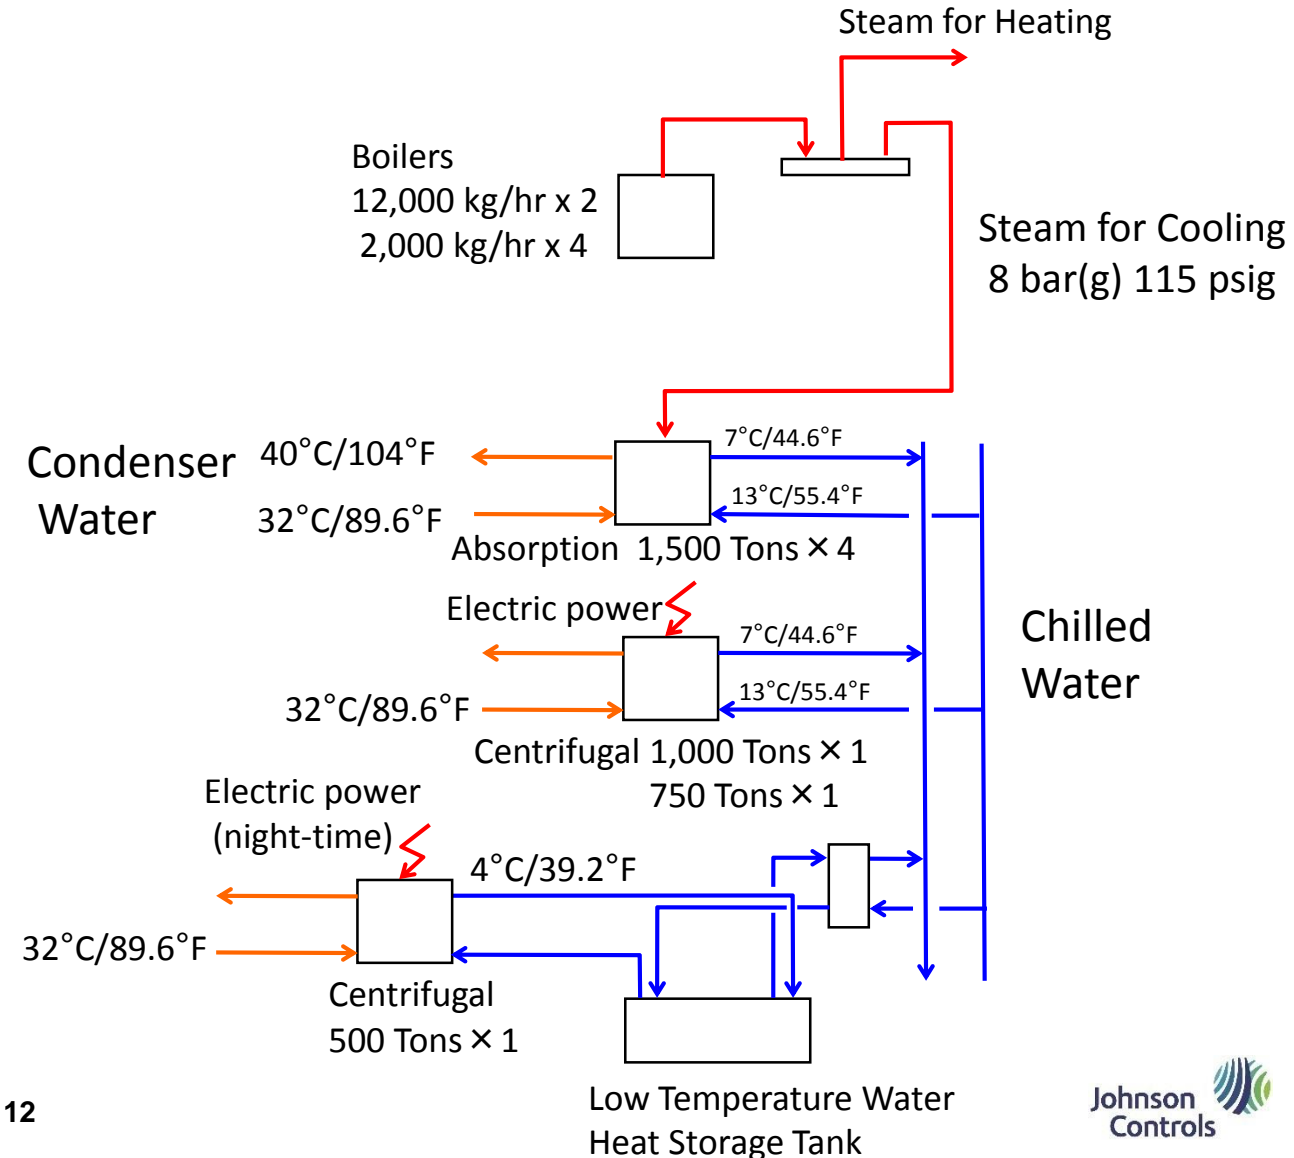 Steam for Heating
Boilers
12,000 kg/hr x 2
2,000 kg/hr x 4
Steam for Cooling
8 bar(g) 115 psig
Condenser
Water
40°C/104°F
32°C/89.6°F
7°C/44.6°F
13°C/55.4°F
Absorption 1,500 Tons × 4
Electric power
7°C/44.6°F
13°C/55.4°F
32°C/89.6°F
Chilled
Water
Centrifugal 1,000 Tons × 1
750 Tons × 1
Electric power
(night-time)
4°C/39.2°F
32°C/89.6°F
Centrifugal
500 Tons × 1
Low Temperature Water
Heat Storage Tank
12
Johnson
Controls